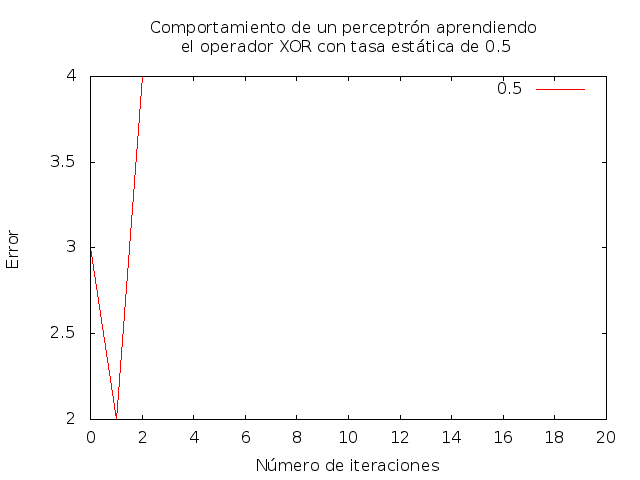 Comportamiento de un perceptrón aprendiendo
el operador XOR con tasa estática de 0.5
4
0.5
3.5
3
Error
2.5
2
0 2 4 6 8 10 12 14 16 18 20
Número de iteraciones